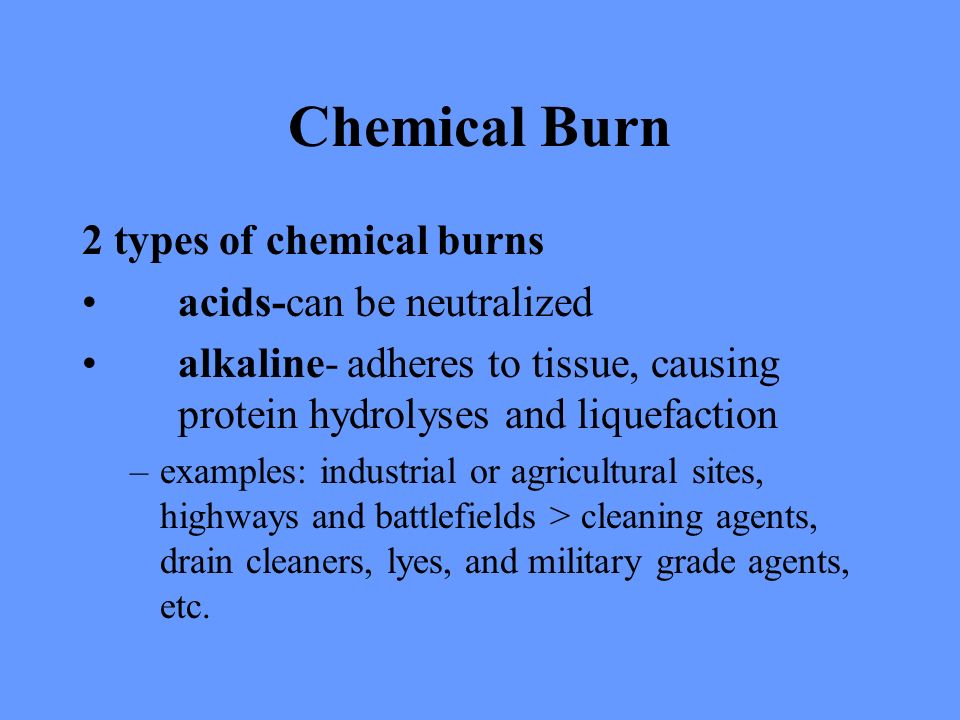 Chemical Burn
2 types of chemical burns
• acids-can be neutralized
• alkaline- adheres to tissue, causing
protein hydrolyses and liquefaction
– examples: industrial or agricultural sites,
highways and battlefields > cleaning agents,
drain cleaners, lyes, and military grade agents,
etc.